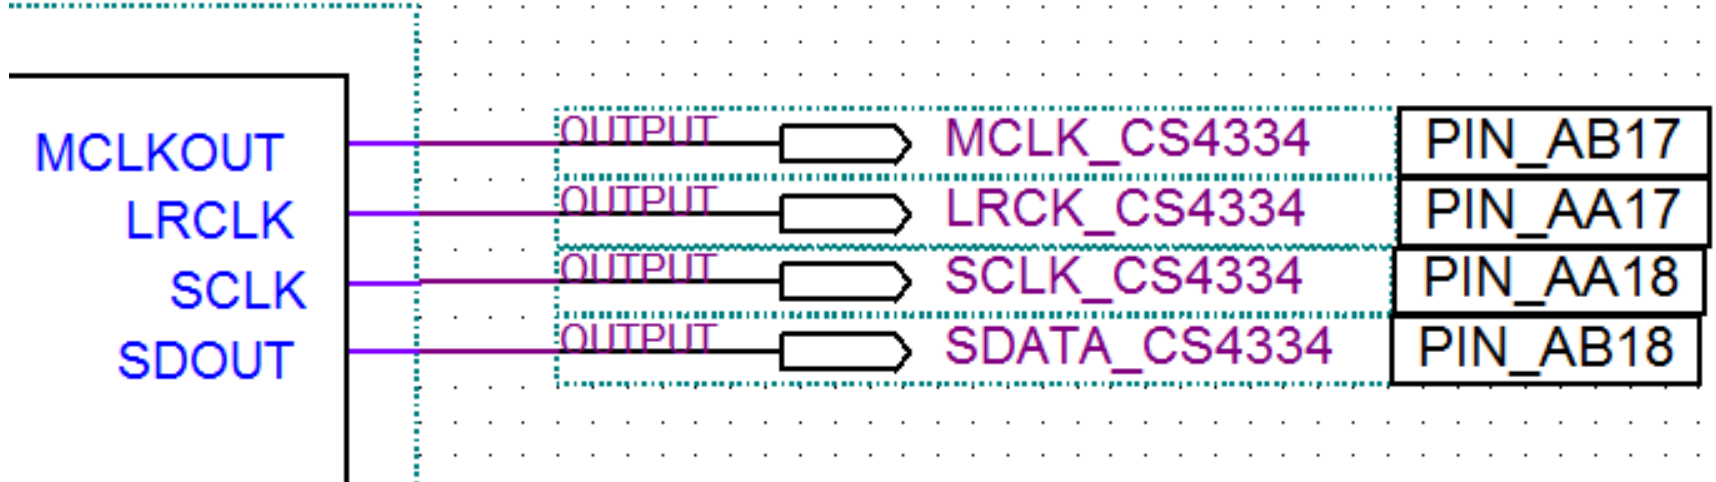 MCLKOUT OUTPUT MCLK_CS4334 PIN_AB17
LRCLK OUTPUT LRCK_CS4334 PIN_AA17
SCLK OUTPUT SCLK_CS4334 PIN_AA18
SDOUT OUTPUT SDATA_CS4334 PIN_AB18